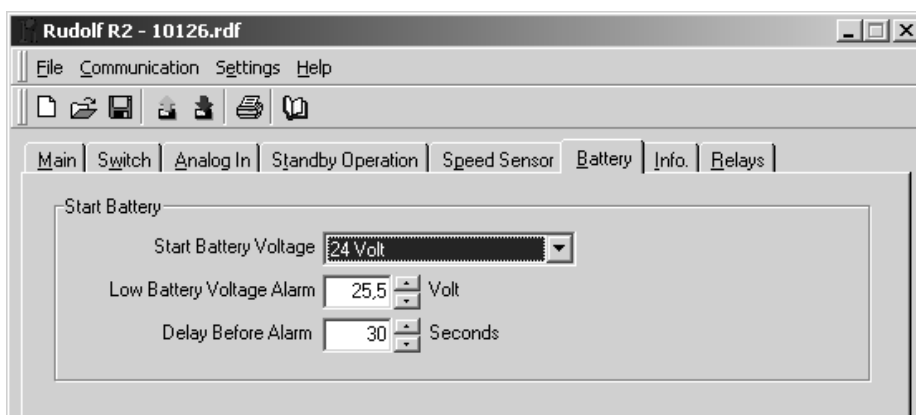 Rudolf R2 - 10126.rdf
File Communication Settings Help
Main Switch Analog In Standby Operation Speed Sensor Battery Info. Relays
Start Battery
Start Battery Voltage 24 Volt
Low Battery Voltage Alarm 25,5 Volt
Delay Before Alarm 30 Seconds